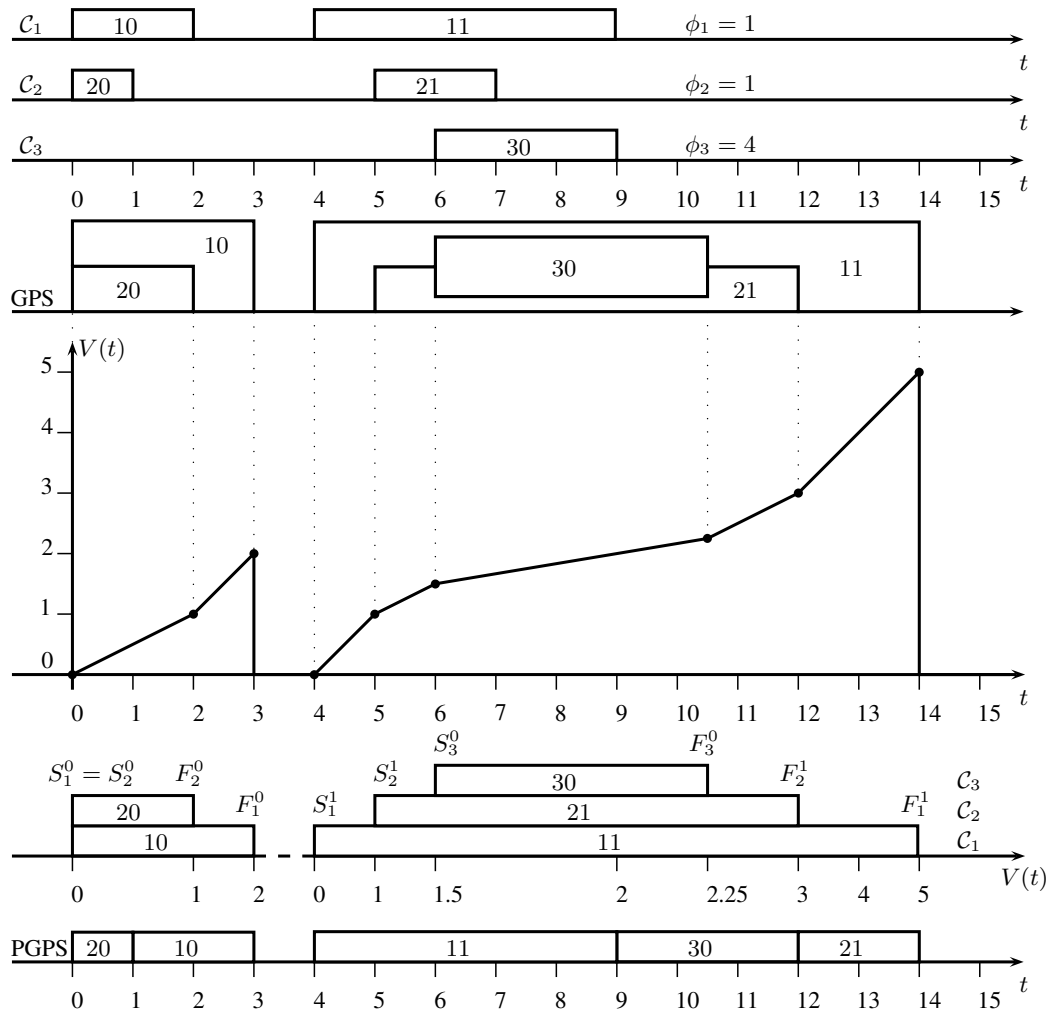 𝒞₁ 10 11 ϕ₁ = 1
t
𝒞₂ 20 21 ϕ₂ = 1
t
𝒞₃ 30 ϕ₃ = 4
0 1 2 3 4 5 6 7 8 9 10 11 12 13 14 15 t
10 30 11
GPS 20 21
V(t)
5
4
3
2
1
0
t
0 1 2 3 4 5 6 7 8 9 10 11 12 13 14 15
S₃⁰ F₃⁰
S₁⁰ = S₂⁰ F₂⁰ S₂¹ 30 F₂¹ 𝒞₃
20 F₁⁰ S₁¹ 21 F₁¹ 𝒞₂
10 11 𝒞₁
0 1 2 0 1 1.5 2 2.25 3 4 5 V(t)
PGPS 20 10 11 30 21
0 1 2 3 4 5 6 7 8 9 10 11 12 13 14 15 t